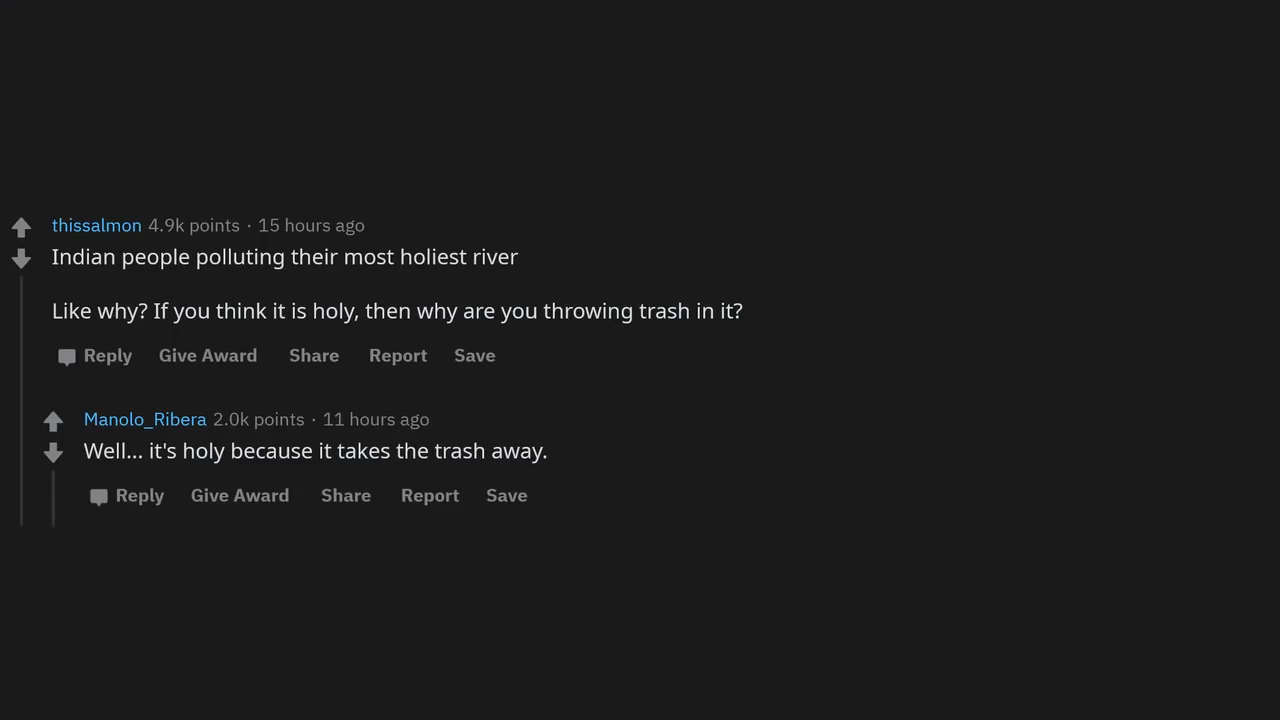 thissalmon 4.9k points · 15 hours ago
Indian people polluting their most holiest river
Like why? If you think it is holy, then why are you throwing trash in it?
Reply Give Award Share Report Save
Manolo_Ribera 2.0k points · 11 hours ago
Well... it's holy because it takes the trash away.
Reply Give Award Share Report Save